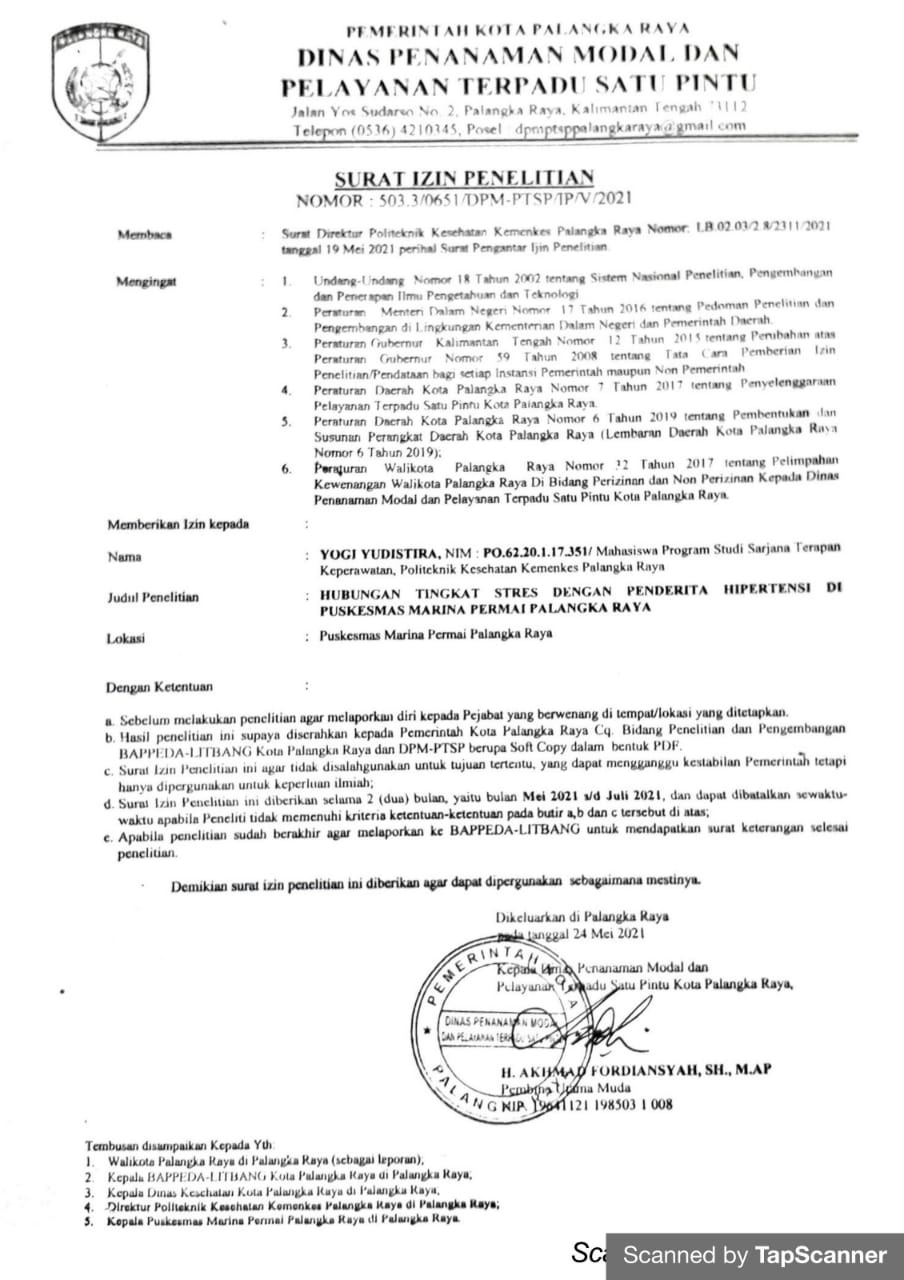 PEMERINTAH KOTA PALANGKA RAYA
DINAS PENANAMAN MODAL DAN
PELAYANAN TERPADU SATU PINTU
Jalan Yos Sudarso No. 2, Palangka Raya, Kalimantan Tengah 73112
Telepon (0536) 4210345, Posel : dpmptsppalangkaraya@gmail.com
SURAT IZIN PENELITIAN
NOMOR : 503.3/0651/DPM-PTSP/IP/V/2021
Membaca : Surat Direktur Politeknik Kesehatan Kemenkes Palangka Raya Nomor: LB.02.03/2.8/2311/2021
tanggal 19 Mei 2021 perihal Surat Pengantar Ijin Penelitian.
Mengingat : 1. Undang-Undang Nomor 18 Tahun 2002 tentang Sistem Nasional Penelitian, Pengembangan
dan Penerapan Ilmu Pengetahuan dan Teknologi
2. Peraturan Menteri Dalam Negeri Nomor 17 Tahun 2016 tentang Pedoman Penelitian dan
Pengembangan di Lingkungan Kementerian Dalam Negeri dan Pemerintah Daerah.
3. Peraturan Gubernur Kalimantan Tengah Nomor 12 Tahun 2015 tentang Perubahan atas
Peraturan Gubernur Nomor 59 Tahun 2008 tentang Tata Cara Pemberian Izin
Penelitian/Pendataan bagi setiap Instansi Pemerintah maupun Non Pemerintah
4. Peraturan Daerah Kota Palangka Raya Nomor 7 Tahun 2017 tentang Penyelenggaraan
Pelayanan Terpadu Satu Pintu Kota Palangka Raya.
5. Peraturan Daerah Kota Palangka Raya Nomor 6 Tahun 2019 tentang Pembentukan dan
Susunan Perangkat Daerah Kota Palangka Raya (Lembaran Daerah Kota Palangka Raya
Nomor 6 Tahun 2019);
6. Peraturan Walikota Palangka Raya Nomor Tahun 2017 tentang Pelimpahan
Kewenangan Walikota Palangka Raya Di Bidang Perizinan dan Non Perizinan Kepada Dinas
Penanaman Modal dan Pelayanan Terpadu Satu Pintu Kota Palangka Raya.
Memberikan Izin kepada :
Nama : YOGI YUDISTIRA, NIM : PO.62.20.1.17.351/ Mahasiswa Program Studi Sarjana Terapan
Keperawatan, Politeknik Kesehatan Kemenkes Palangka Raya
Judul Penelitian : HUBUNGAN TINGKAT STRES DENGAN PENDERITA HIPERTENSI DI
PUSKESMAS MARINA PERMAI PALANGKA RAYA
Lokasi : Puskesmas Marina Permai Palangka Raya
Dengan Ketentuan :
a. Sebelum melakukan penelitian agar melaporkan diri kepada Pejabat yang berwenang di tempat/lokasi yang ditetapkan.
b. Hasil penelitian ini supaya diserahkan kepada Pemerintah Kota Palangka Raya Cq. Bidang Penelitian dan Pengembangan
BAPPEDA-LITBANG Kota Palangka Raya dan DPM-PTSP berupa Soft Copy dalam bentuk PDF.
c. Surat Izin Penelitian ini agar tidak disalahgunakan untuk tujuan tertentu, yang dapat mengganggu kestabilan Pemerintah tetapi
hanya dipergunakan untuk keperluan ilmiah;
d. Surat Izin Penelitian ini diberikan selama 2 (dua) bulan, yaitu bulan Mei 2021 s/d Juli 2021, dan dapat dibatalkan sewaktu-
waktu apabila Peneliti tidak memenuhi kriteria ketentuan-ketentuan pada butir a,b dan c tersebut di atas;
e. Apabila penelitian sudah berakhir agar melaporkan ke BAPPEDA-LITBANG untuk mendapatkan surat keterangan selesai
penelitian.
Demikian surat izin penelitian ini diberikan agar dapat dipergunakan sebagaimana mestinya.
Dikeluarkan di Palangka Raya
pada tanggal 24 Mei 2021
Kepala Dinas Penanaman Modal dan
Pelayanan Terpadu Satu Pintu Kota Palangka Raya,
PEMERINTAH KOTA
DINAS PENANAMAN MODAL
DAN PELAYANAN TERPADU SATU PINTU
PALANGKA RAYA
H. AKHMAD FORDIANSYAH, SH., M.AP
Pembina Utama Muda
NIP. 19641121 198503 1 008
Tembusan disampaikan Kepada Yth:
1. Walikota Palangka Raya di Palangka Raya (sebagai leporan);
2. Kepala BAPPEDA-LITBANG Kota Palangka Raya di Palangka Raya;
3. Kepala Dinas Kesehatan Kota Palangka Raya di Palangka Raya;
4. Direktur Politeknik Kesehatan Kemenkes Palangka Raya di Palangka Raya;
5. Kepala Puskesmas Marina Permai Palangka Raya di Palangka Raya.
Scanned by TapScanner